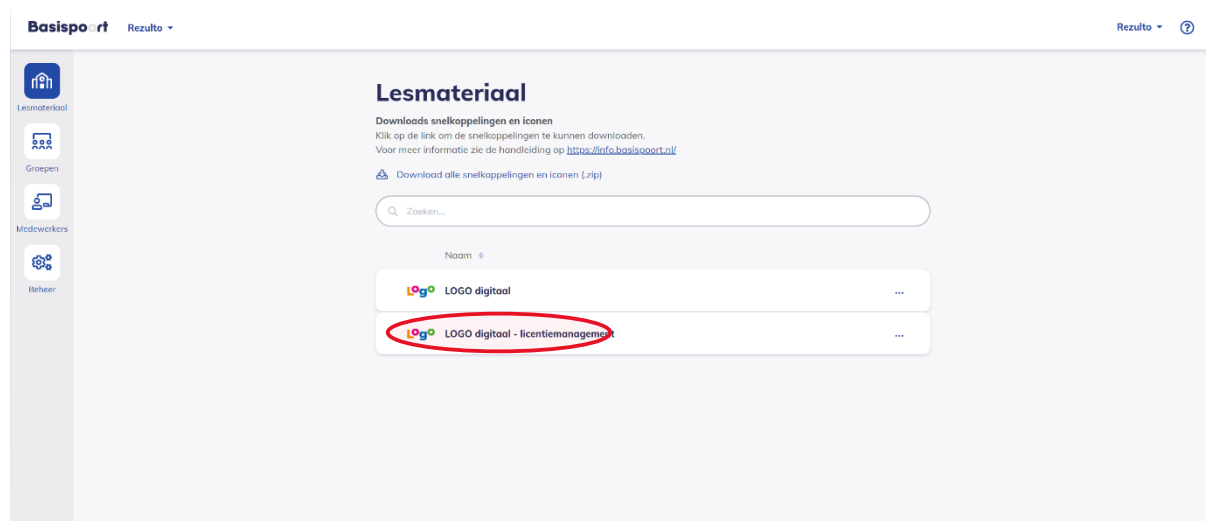 Basispoort Rezulto Rezulto ?
Lesmateriaal
Groepen
Medewerkers
Beheer
Lesmateriaal
Downloads snelkoppelingen en iconen
Klik op de link om de snelkoppelingen te kunnen downloaden.
Voor meer informatie zie de handleiding op https://info.basispoort.nl/
Download alle snelkoppelingen en iconen (.zip)
Zoeken...
Naam
Logo LOGO digitaal ...
Logo LOGO digitaal - licentiemanagement ...